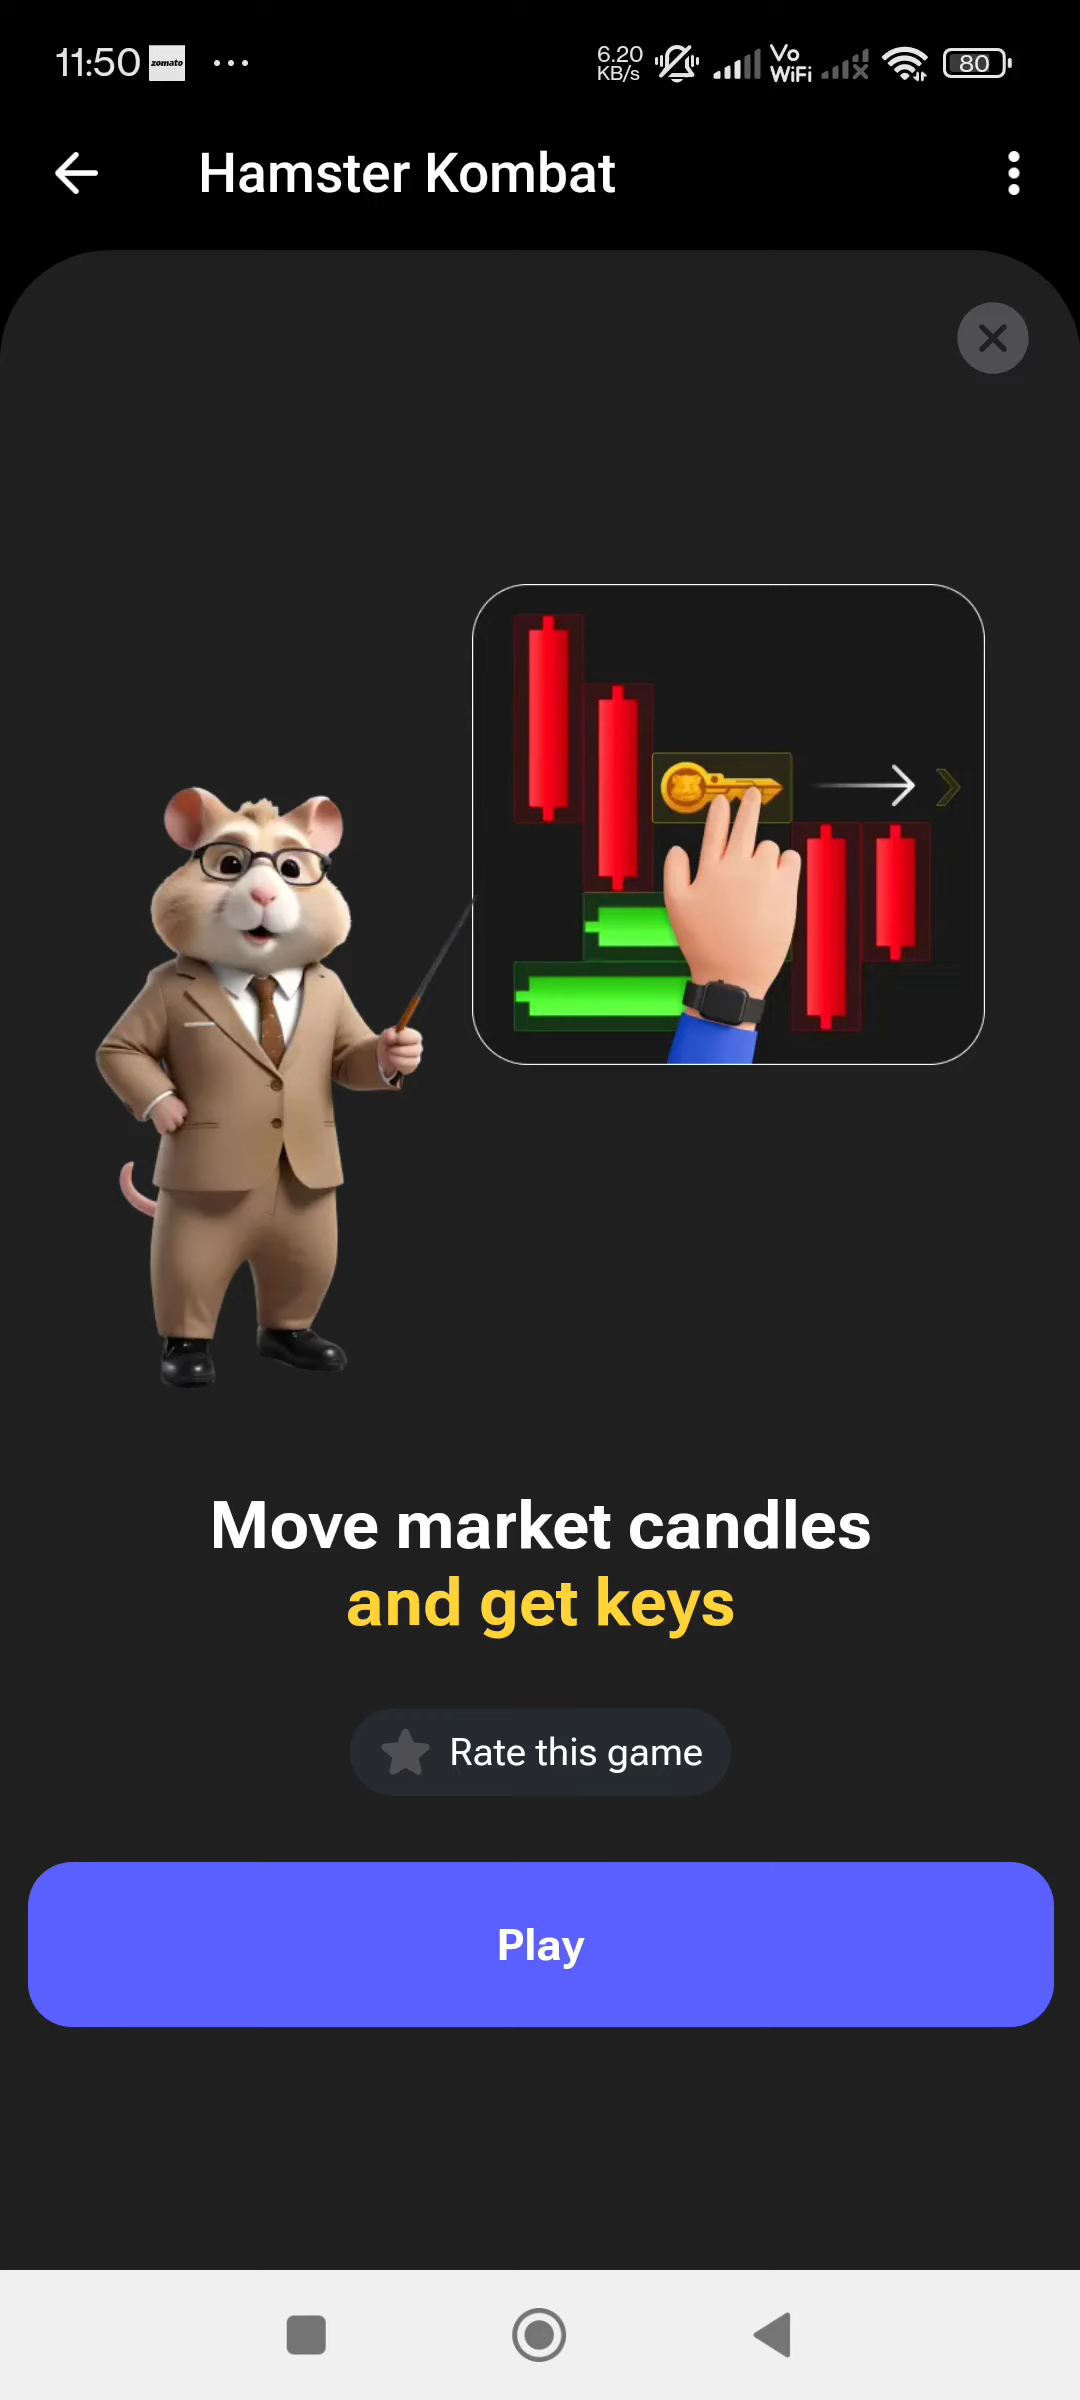 11:50 zomato ... 6.20 KB/s Vo WiFi 80
Hamster Kombat
Move market candles
and get keys
Rate this game
Play